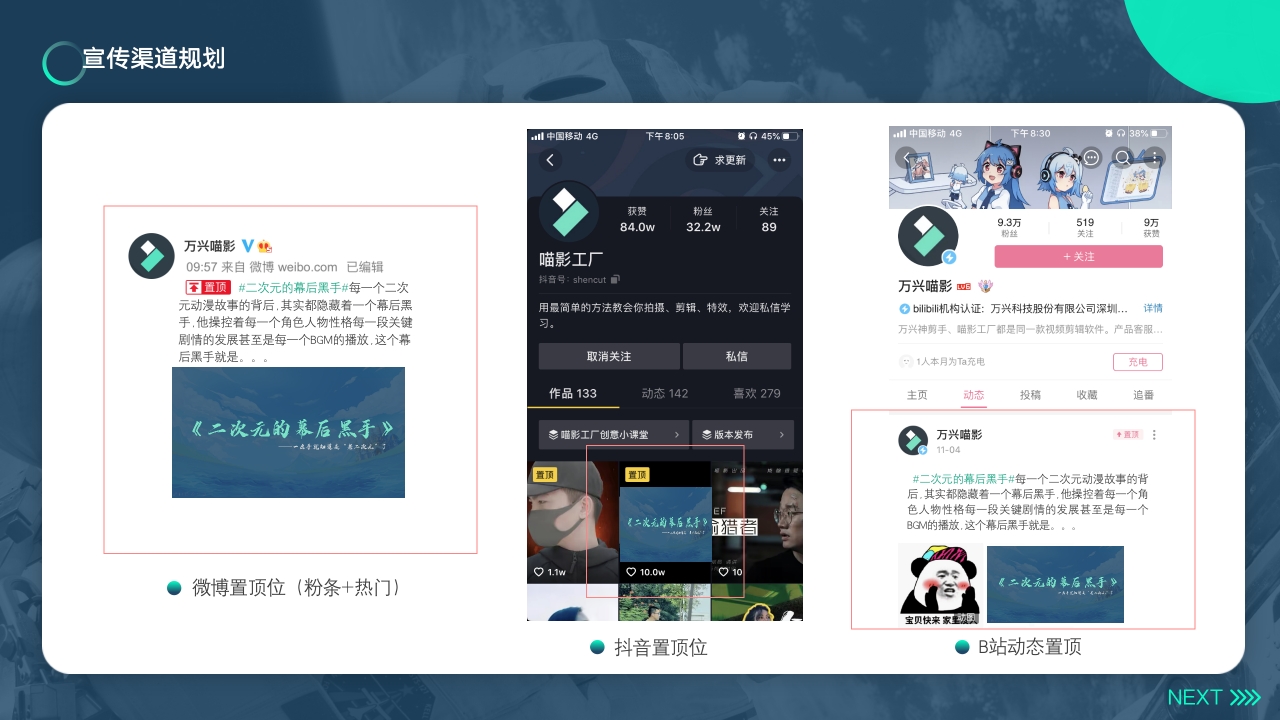 宣传渠道规划
万兴喵影
09:57 来自 微博 weibo.com 已编辑
置顶 #二次元的幕后黑手#每一个二次
元动漫故事的背后,其实都隐藏着一个幕后黑
手,他操控着每一个角色人物性格每一段关键
剧情的发展甚至是每一个BGM的播放,这个幕
后黑手就是。。。
《二次元的幕后黑手》
微博置顶位（粉条+热门）
中国移动 4G 下午8:05 45%
求更新
获赞 粉丝 关注
84.0w 32.2w 89
喵影工厂
抖音号：shencut
用最简单的方法教会你拍摄、剪辑、特效，欢迎私信学
习。
取消关注 私信
作品 133 动态 142 喜欢 279
喵影工厂创意小课堂 版本发布
置顶 置顶
《二次元的幕后黑手》
偷猎者
1.1w 10.0w 10
抖音置顶位
中国移动 4G 下午8:30 38%
9.3万 519 9万
粉丝 关注 获赞
+ 关注
万兴喵影 LV6
bilibili机构认证：万兴科技股份有限公司深圳... 详情
万兴神剪手、喵影工厂都是同一款视频剪辑软件。产品客服...
1人本月为Ta充电 充电
主页 动态 投稿 收藏 追番
万兴喵影 置顶
11-04
#二次元的幕后黑手#每一个二次元动漫故事的背
后,其实都隐藏着一个幕后黑手,他操控着每一个角
色人物性格每一段关键剧情的发展甚至是每一个
BGM的播放,这个幕后黑手就是。。。
《二次元的幕后黑手》
宝贝快来 家里没人
B站动态置顶
NEXT